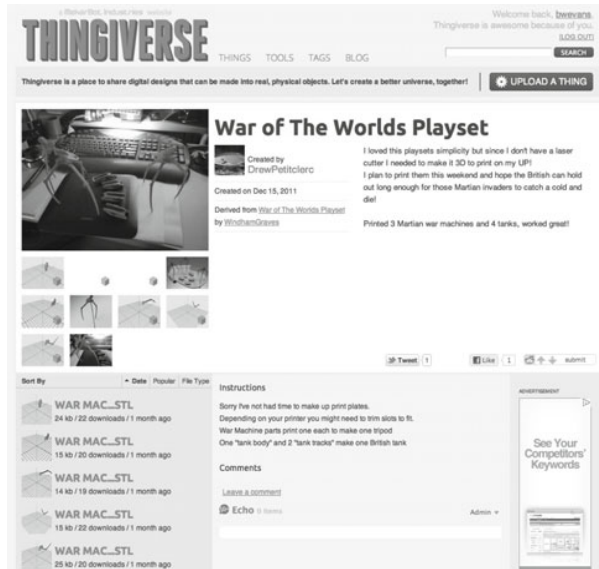 a MakerBot Industries website
THINGIVERSE
THINGS TOOLS TAGS BLOG
Welcome back, bwevans.
Thingiverse is awesome because of you.
(LOG OUT)
SEARCH
Thingiverse is a place to share digital designs that can be made into real, physical objects. Let's create a better universe, together!
UPLOAD A THING
War of The Worlds Playset
Created by
DrewPetitclerc
Created on Dec 15, 2011
Derived from War of The Worlds Playset
by WindhamGraves
I loved this playsets simplicity but since I don't have a laser
cutter I needed to make it 3D to print on my UP!
I plan to print them this weekend and hope the British can hold
out long enough for those Martian invaders to catch a cold and
die!
Printed 3 Martian war machines and 4 tanks, worked great!
Tweet 1
Like 1
submit
Sort By Date Popular File Type
WAR MAC...STL
24 kb / 22 downloads / 1 month ago
WAR MAC...STL
15 kb / 20 downloads / 1 month ago
WAR MAC...STL
14 kb / 19 downloads / 1 month ago
WAR MAC...STL
15 kb / 22 downloads / 1 month ago
WAR MAC...STL
25 kb / 20 downloads / 1 month ago
Instructions
Sorry I've not had time to make up print plates.
Depending on your printer you might need to trim slots to fit.
War Machine parts print one each to make one tripod
One "tank body" and 2 "tank tracks" make one British tank
Comments
Leave a comment
Echo 0 items
Admin
ADVERTISEMENT
See Your
Competitors'
Keywords